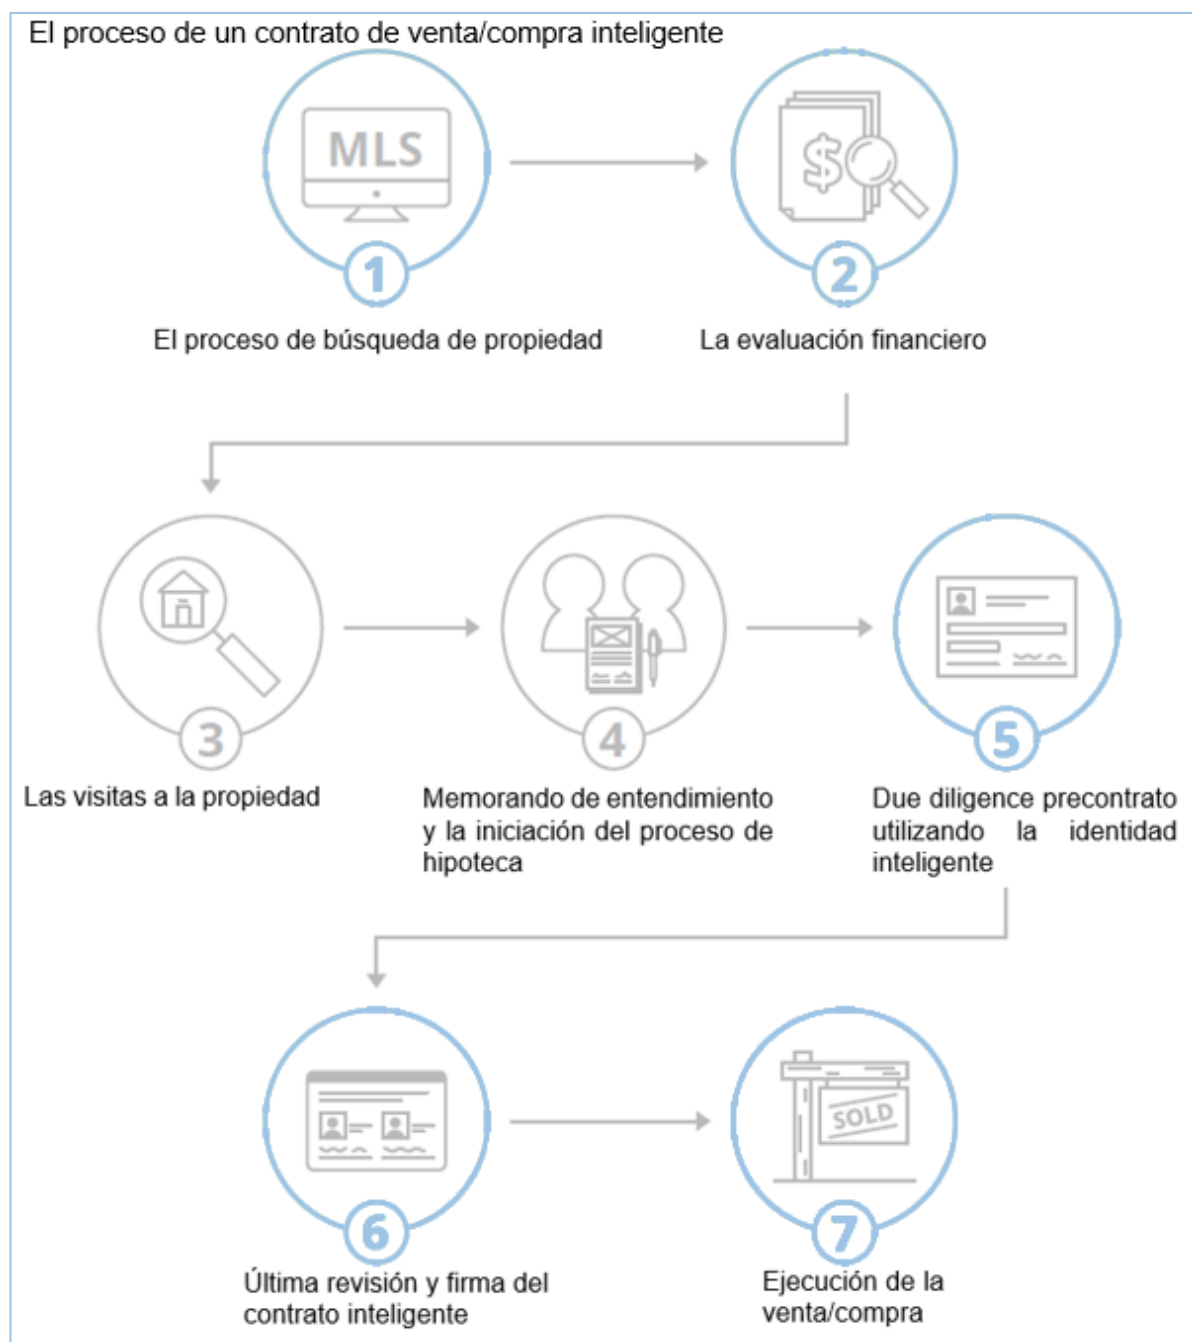 El proceso de un contrato de venta/compra inteligente
MLS
1
El proceso de búsqueda de propiedad
$
2
La evaluación financiero
3
Las visitas a la propiedad
4
Memorando de entendimiento
y la iniciación del proceso de
hipoteca
5
Due diligence precontrato
utilizando la identidad
inteligente
6
Última revisión y firma del
contrato inteligente
SOLD
7
Ejecución de la
venta/compra